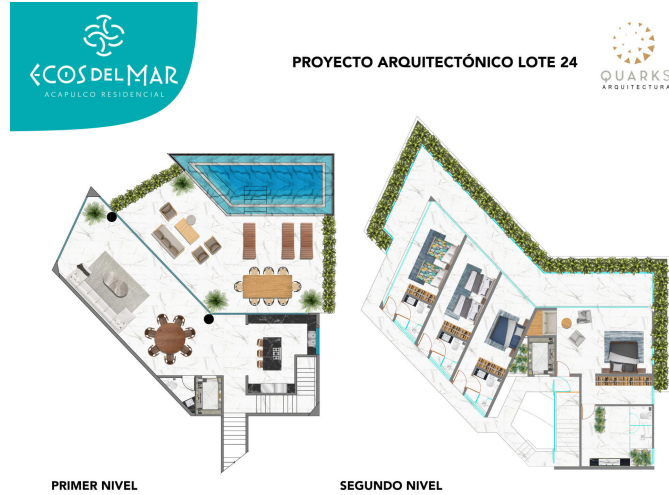 ECOS DEL MAR
ACAPULCO RESIDENCIAL
PROYECTO ARQUITECTÓNICO LOTE 24
QUARKS
ARQUITECTURA
PRIMER NIVEL
SEGUNDO NIVEL